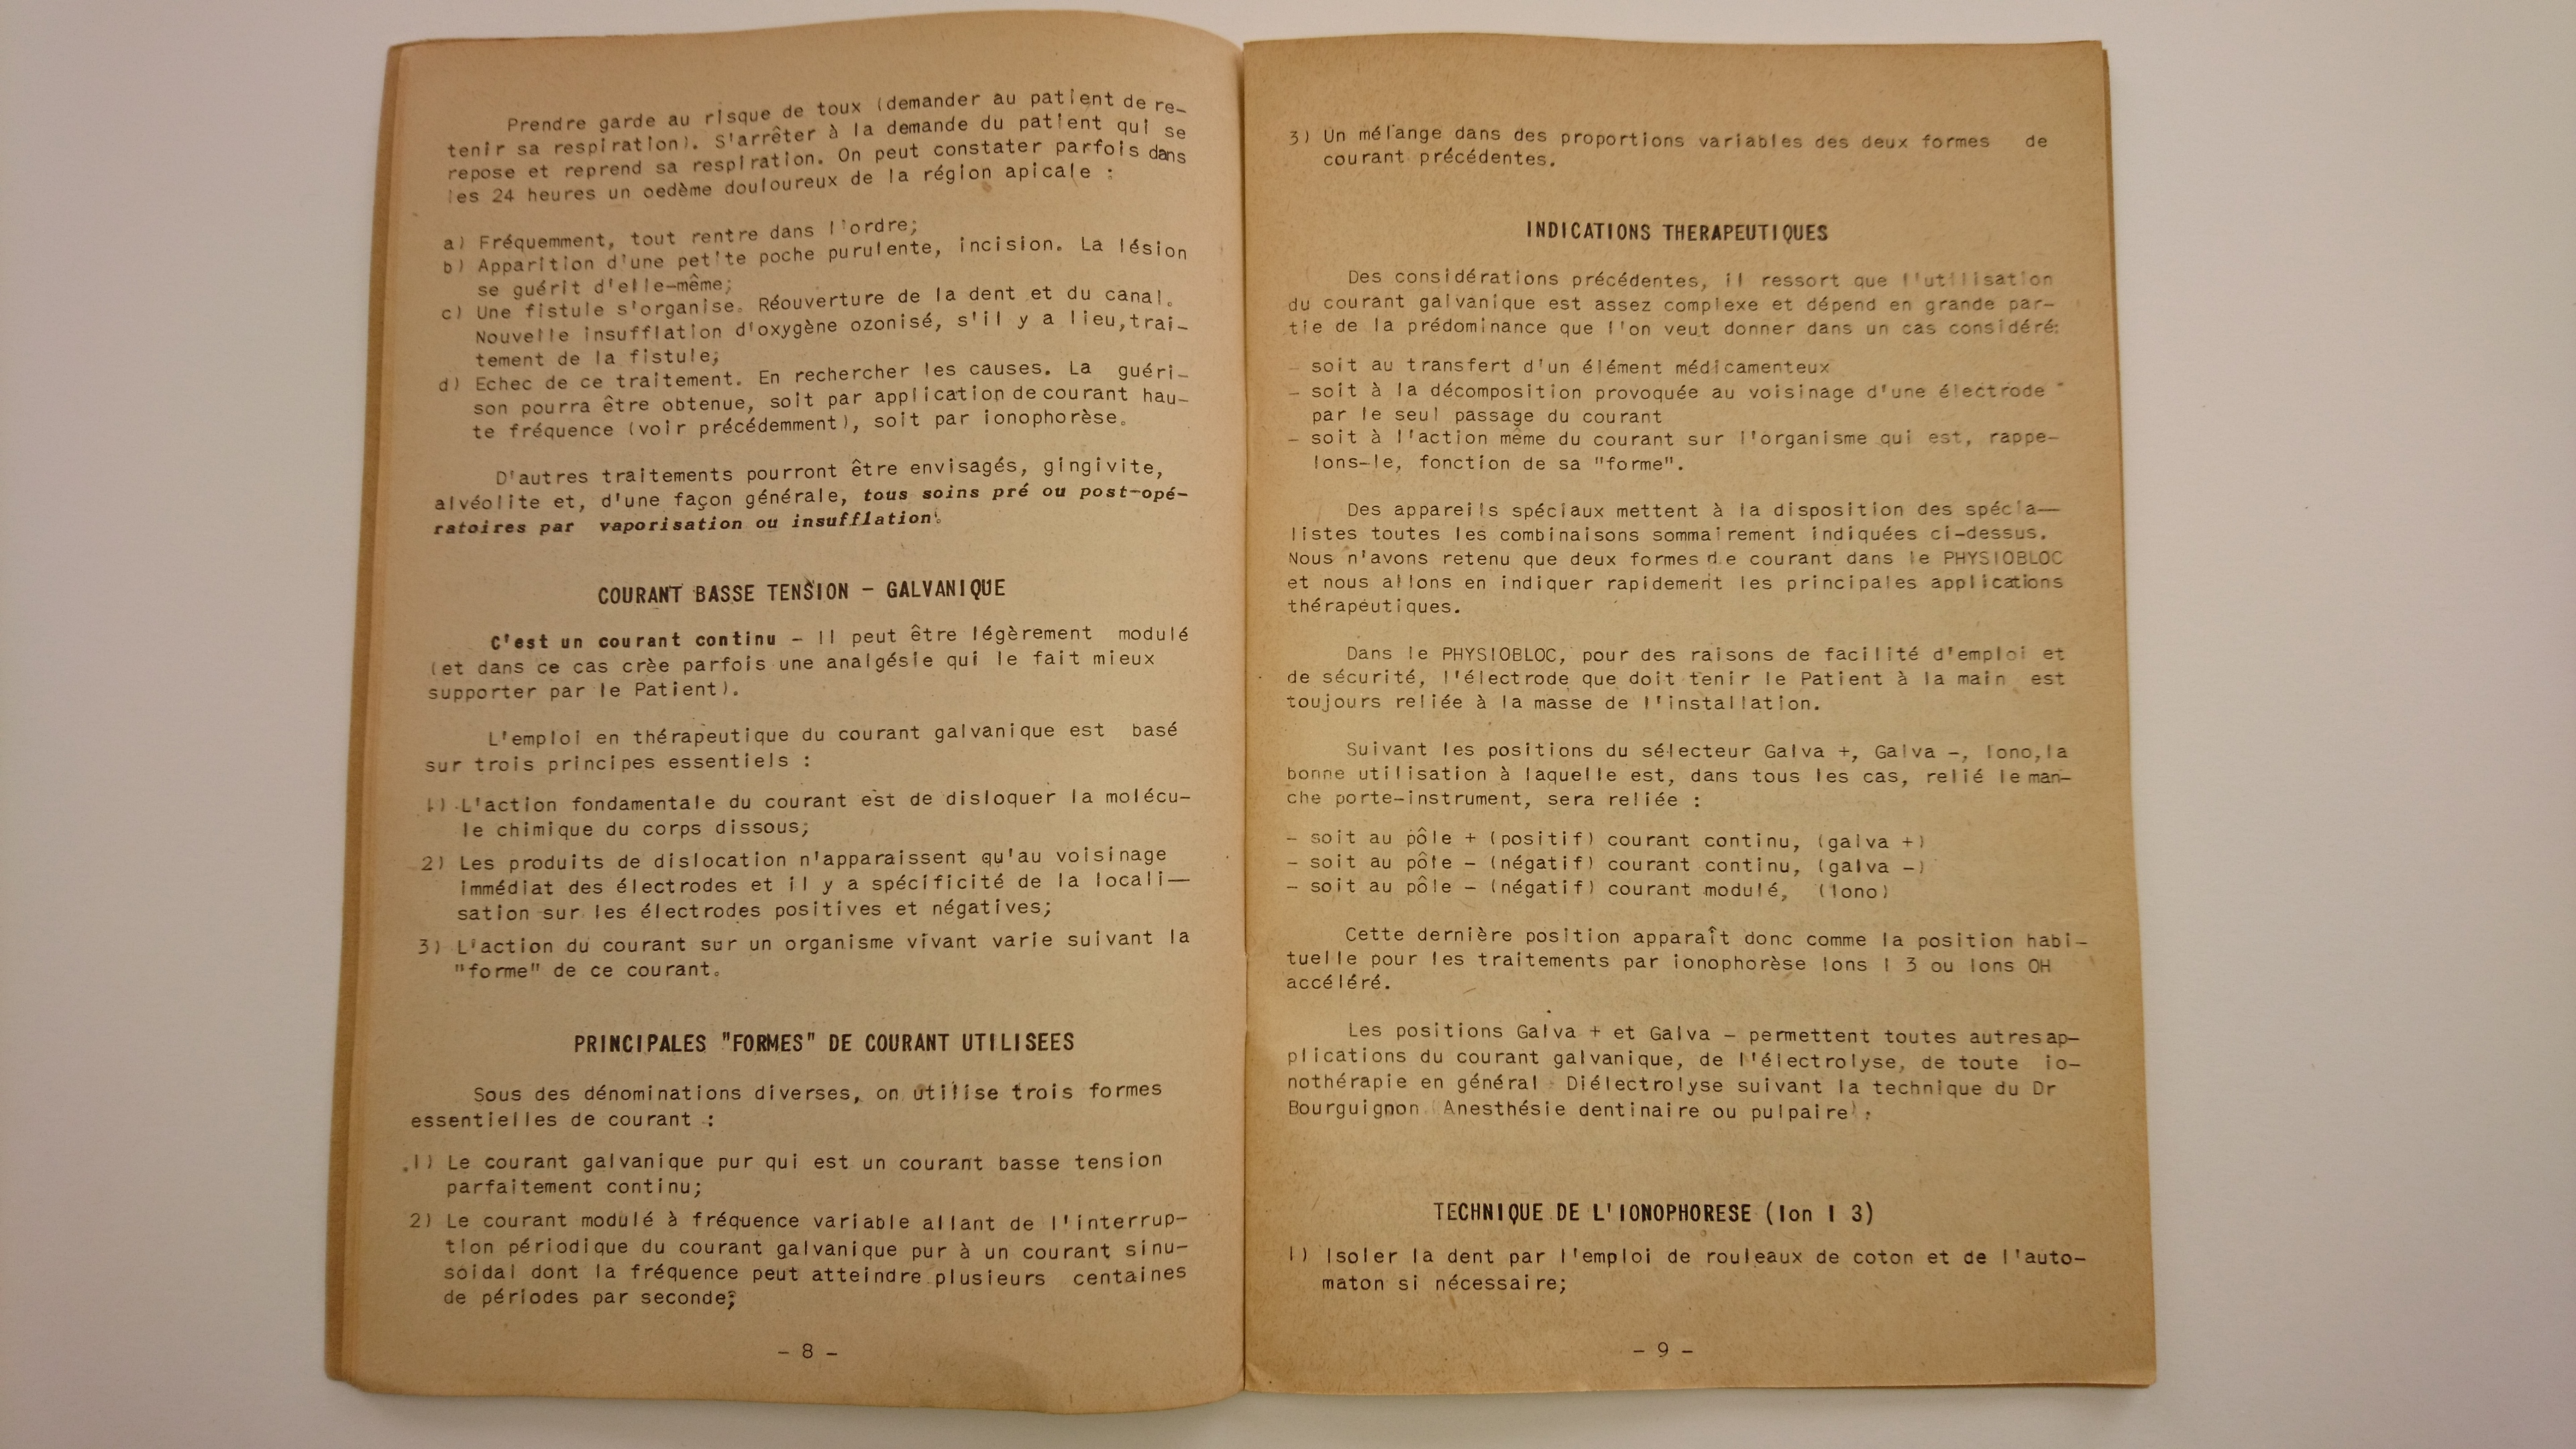 Prendre garde au risque de toux (demander au patient de re-
tenir sa respiration). S'arrêter à la demande du patient qui se
repose et reprend sa respiration. On peut constater parfois dans
les 24 heures un oedème douloureux de la région apicale :
a) Fréquemment, tout rentre dans l'ordre;
b) Apparition d'une petite poche purulente, incision. La lésion
se guérit d'elle-même;
c) Une fistule s'organise. Réouverture de la dent et du canal.
Nouvelle insufflation d'oxygène ozonisé, s'il y a lieu, trai-
tement de la fistule;
d) Echec de ce traitement. En rechercher les causes. La guéri-
son pourra être obtenue, soit par application de courant hau-
te fréquence (voir précédemment), soit par ionophorèse.
D'autres traitements pourront être envisagés, gingivite,
alvéolite et, d'une façon générale, tous soins pré ou post-opé-
ratoires par vaporisation ou insufflation.
COURANT BASSE TENSION - GALVANIQUE
C'est un courant continu - Il peut être légèrement modulé
(et dans ce cas crèe parfois une analgésie qui le fait mieux
supporter par le Patient).
L'emploi en thérapeutique du courant galvanique est basé
sur trois principes essentiels :
1) L'action fondamentale du courant est de disloquer la molécu-
le chimique du corps dissous;
2) Les produits de dislocation n'apparaissent qu'au voisinage
immédiat des électrodes et il y a spécificité de la locali-
sation sur les électrodes positives et négatives;
3) L'action du courant sur un organisme vivant varie suivant la
"forme" de ce courant.
PRINCIPALES "FORMES" DE COURANT UTILISEES
Sous des dénominations diverses, on utilise trois formes
essentielles de courant :
1) Le courant galvanique pur qui est un courant basse tension
parfaitement continu;
2) Le courant modulé à fréquence variable allant de l'interrup-
tion périodique du courant galvanique pur à un courant sinu-
soidal dont la fréquence peut atteindre plusieurs centaines
de périodes par seconde;
- 8 -
3) Un mélange dans des proportions variables des deux formes de
courant précédentes.
INDICATIONS THERAPEUTIQUES
Des considérations précédentes, il ressort que l'utilisation
du courant galvanique est assez complexe et dépend en grande par-
tie de la prédominance que l'on veut donner dans un cas considéré:
- soit au transfert d'un élément médicamenteux
- soit à la décomposition provoquée au voisinage d'une électrode
par le seul passage du courant
- soit à l'action même du courant sur l'organisme qui est, rappe-
lons-le, fonction de sa "forme".
Des appareils spéciaux mettent à la disposition des spécia-
listes toutes les combinaisons sommairement indiquées ci-dessus.
Nous n'avons retenu que deux formes de courant dans le PHYSIOBLOC
et nous allons en indiquer rapidement les principales applications
thérapeutiques.
Dans le PHYSIOBLOC, pour des raisons de facilité d'emploi et
de sécurité, l'électrode que doit tenir le Patient à la main est
toujours reliée à la masse de l'installation.
Suivant les positions du sélecteur Galva +, Galva -, Iono, la
bonne utilisation à laquelle est, dans tous les cas, relié le man-
che porte-instrument, sera reliée :
- soit au pôle + (positif) courant continu, (galva +)
- soit au pôle - (négatif) courant continu, (galva -)
- soit au pôle - (négatif) courant modulé, (Iono)
Cette dernière position apparaît donc comme la position habi-
tuelle pour les traitements par ionophorèse Ions I 3 ou Ions OH
accéléré.
Les positions Galva + et Galva - permettent toutes autres ap-
plications du courant galvanique, de l'électrolyse, de toute io-
nothérapie en général Diélectrolyse suivant la technique du Dr
Bourguignon (Anesthésie dentinaire ou pulpaire).
TECHNIQUE DE L'IONOPHORESE (Ion I 3)
1) Isoler la dent par l'emploi de rouleaux de coton et de l'auto-
maton si nécessaire;
- 9 -